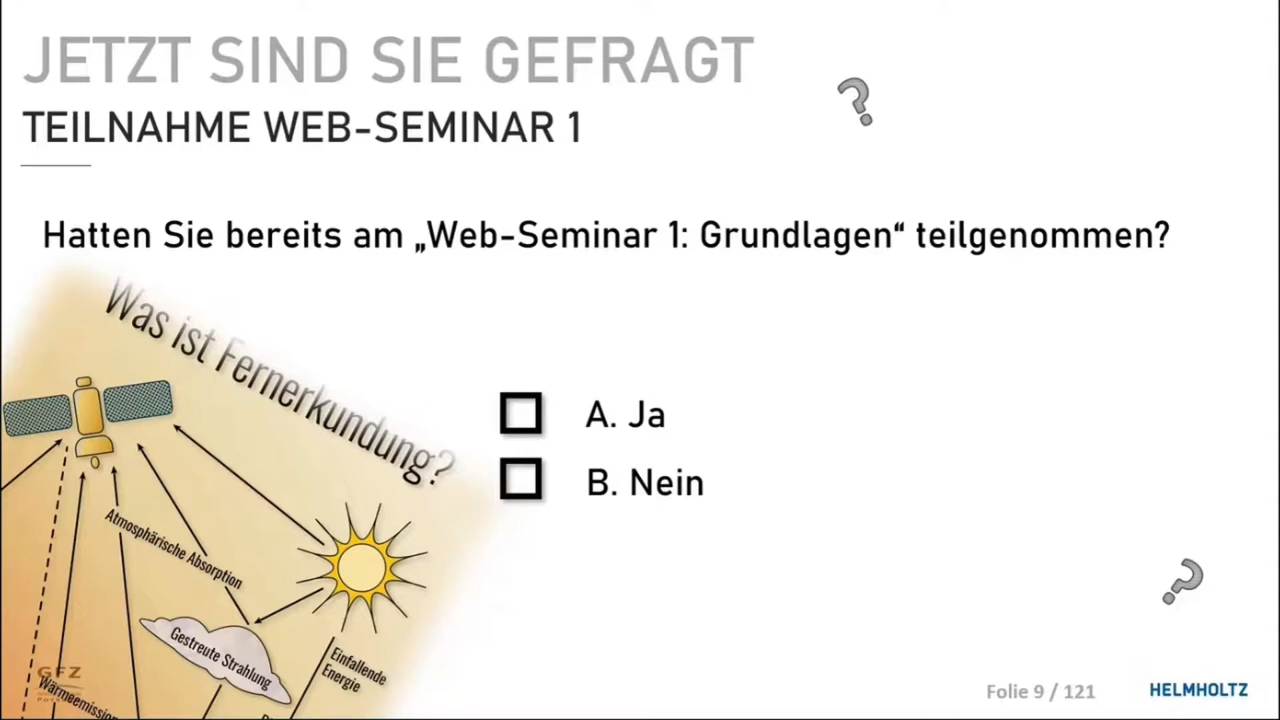 JETZT SIND SIE GEFRAGT
TEILNAHME WEB-SEMINAR 1
Hatten Sie bereits am „Web-Seminar 1: Grundlagen“ teilgenommen?
Was ist Fernerkundung?
A. Ja
B. Nein
Atmosphärische Absorption
Gestreute Strahlung
Einfallende
Energie
GFZ
Folie 9 / 121
HELMHOLTZ